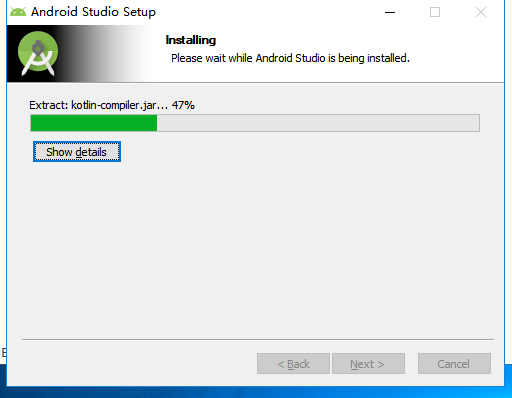 Android Studio Setup
Installing
Please wait while Android Studio is being installed.
Extract: kotlin-compiler.jar... 47%
Show details
< Back
Next >
Cancel